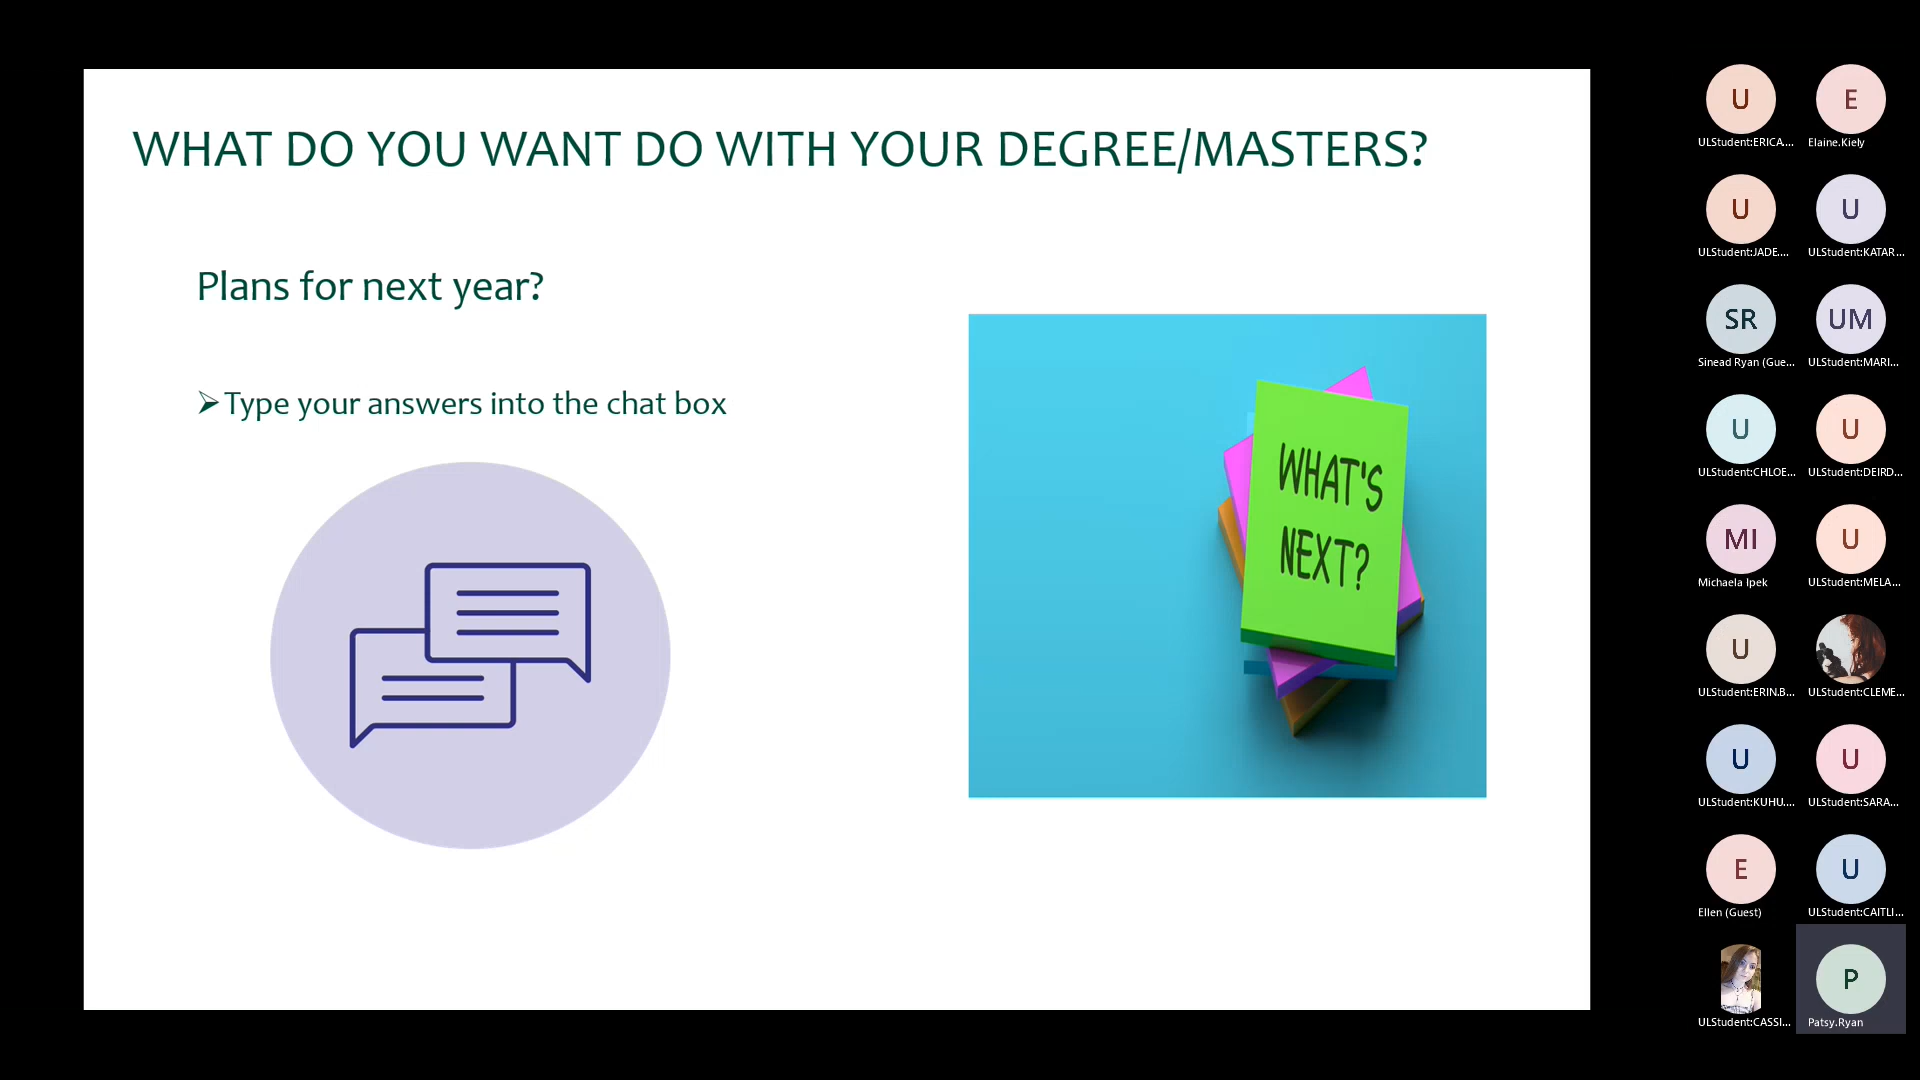 WHAT DO YOU WANT DO WITH YOUR DEGREE/MASTERS?
Plans for next year?
Type your answers into the chat box
WHAT'S
NEXT?
U
ULStudent:ERICA....
E
Elaine.Kiely
U
ULStudent:JADE....
U
ULStudent:KATAR...
SR
Sinead Ryan (Gue...
UM
ULStudent:MARI...
U
ULStudent:CHLOE...
U
ULStudent:DEIRD...
MI
Michaela Ipek
U
ULStudent:MELA...
U
ULStudent:ERIN.B...
ULStudent:CLEME...
U
ULStudent:KUHU....
U
ULStudent:SARA...
E
Ellen (Guest)
U
ULStudent:CAITLI...
ULStudent:CASSI...
P
Patsy.Ryan